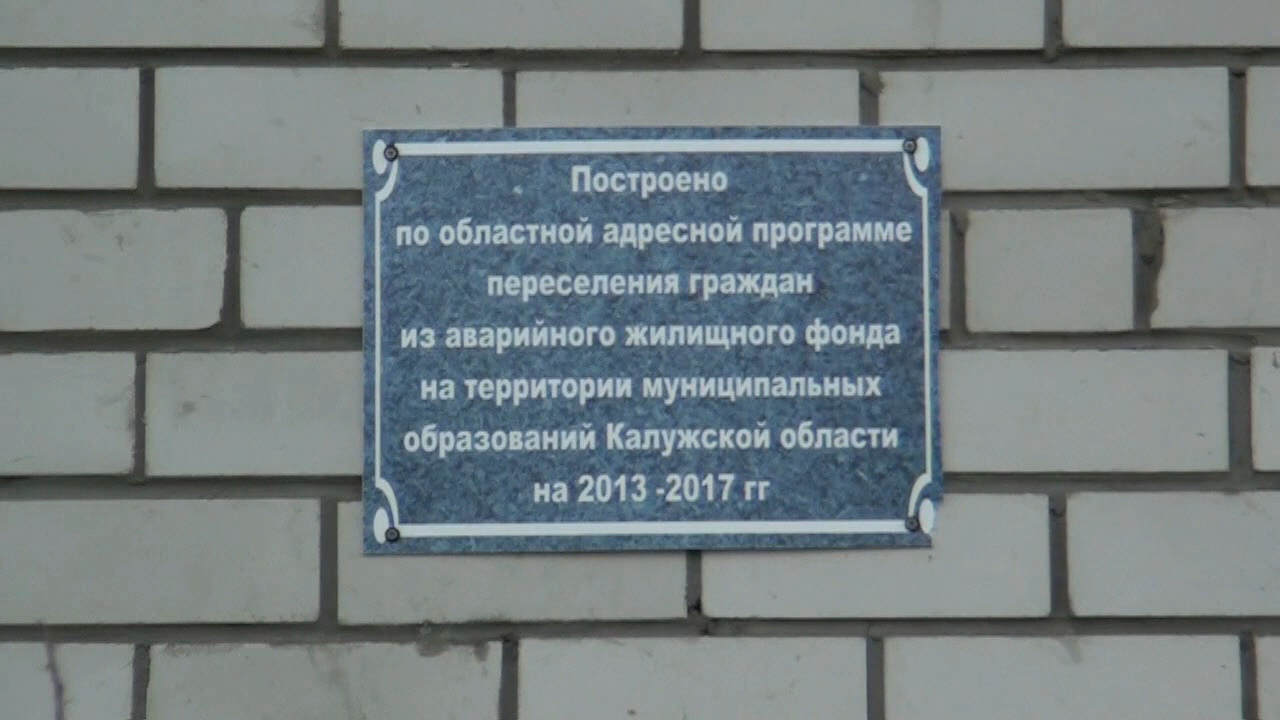 Построено
по областной адресной программе
переселения граждан
из аварийного жилищного фонда
на территории муниципальных
образований Калужской области
на 2013 -2017 гг